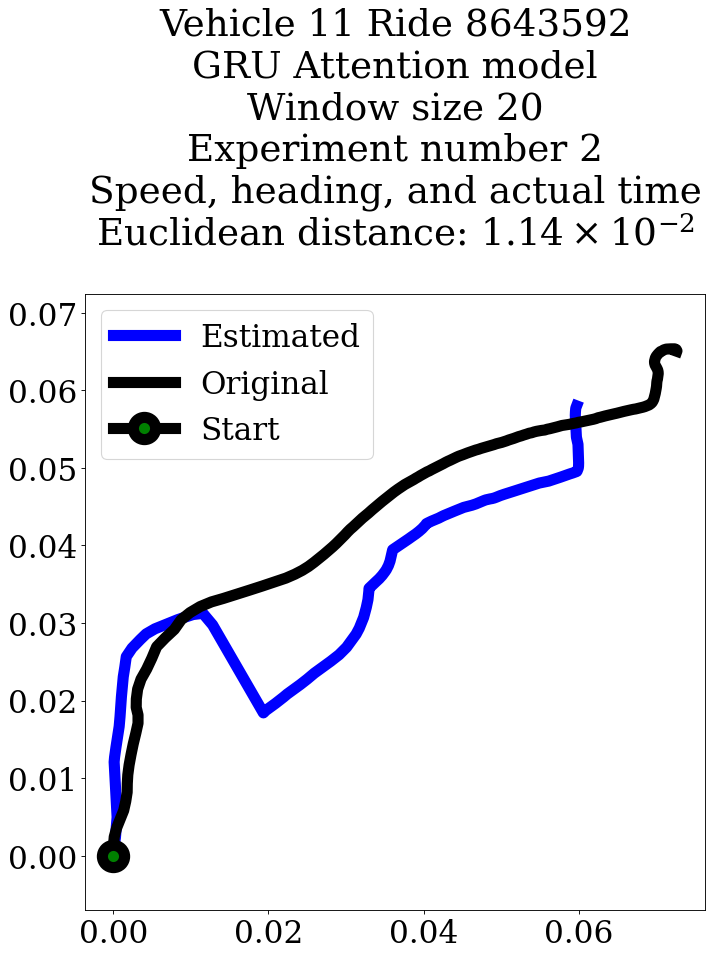 Vehicle 11 Ride 8643592
GRU Attention model
Window size 20
Experiment number 2
Speed, heading, and actual time
Euclidean distance: 1.14 × 10⁻²
0.07
0.06
0.05
0.04
0.03
0.02
0.01
0.00
Estimated
Original
Start
0.00 0.02 0.04 0.06